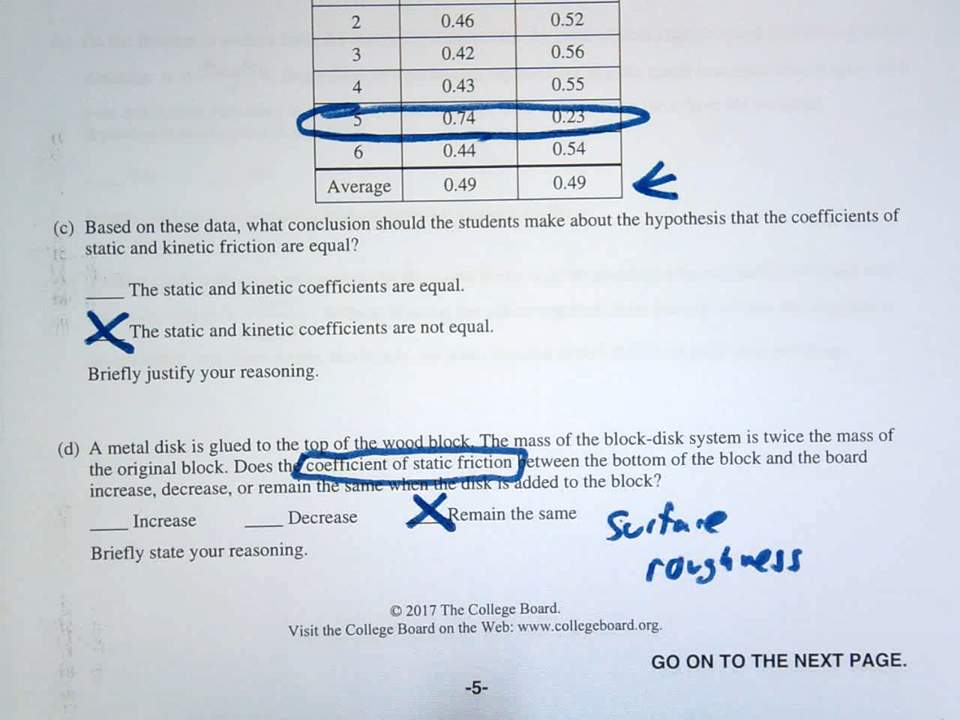 2 0.46 0.52
3 0.42 0.56
4 0.43 0.55
5 0.74 0.23
6 0.44 0.54
Average 0.49 0.49
(c) Based on these data, what conclusion should the students make about the hypothesis that the coefficients of
static and kinetic friction are equal?
____ The static and kinetic coefficients are equal.
X The static and kinetic coefficients are not equal.
Briefly justify your reasoning.
(d) A metal disk is glued to the top of the wood block. The mass of the block-disk system is twice the mass of
the original block. Does the coefficient of static friction between the bottom of the block and the board
increase, decrease, or remain the same when the disk is added to the block?
____ Increase ____ Decrease X Remain the same
Surface
roughness
Briefly state your reasoning.
© 2017 The College Board.
Visit the College Board on the Web: www.collegeboard.org.
GO ON TO THE NEXT PAGE.
-5-